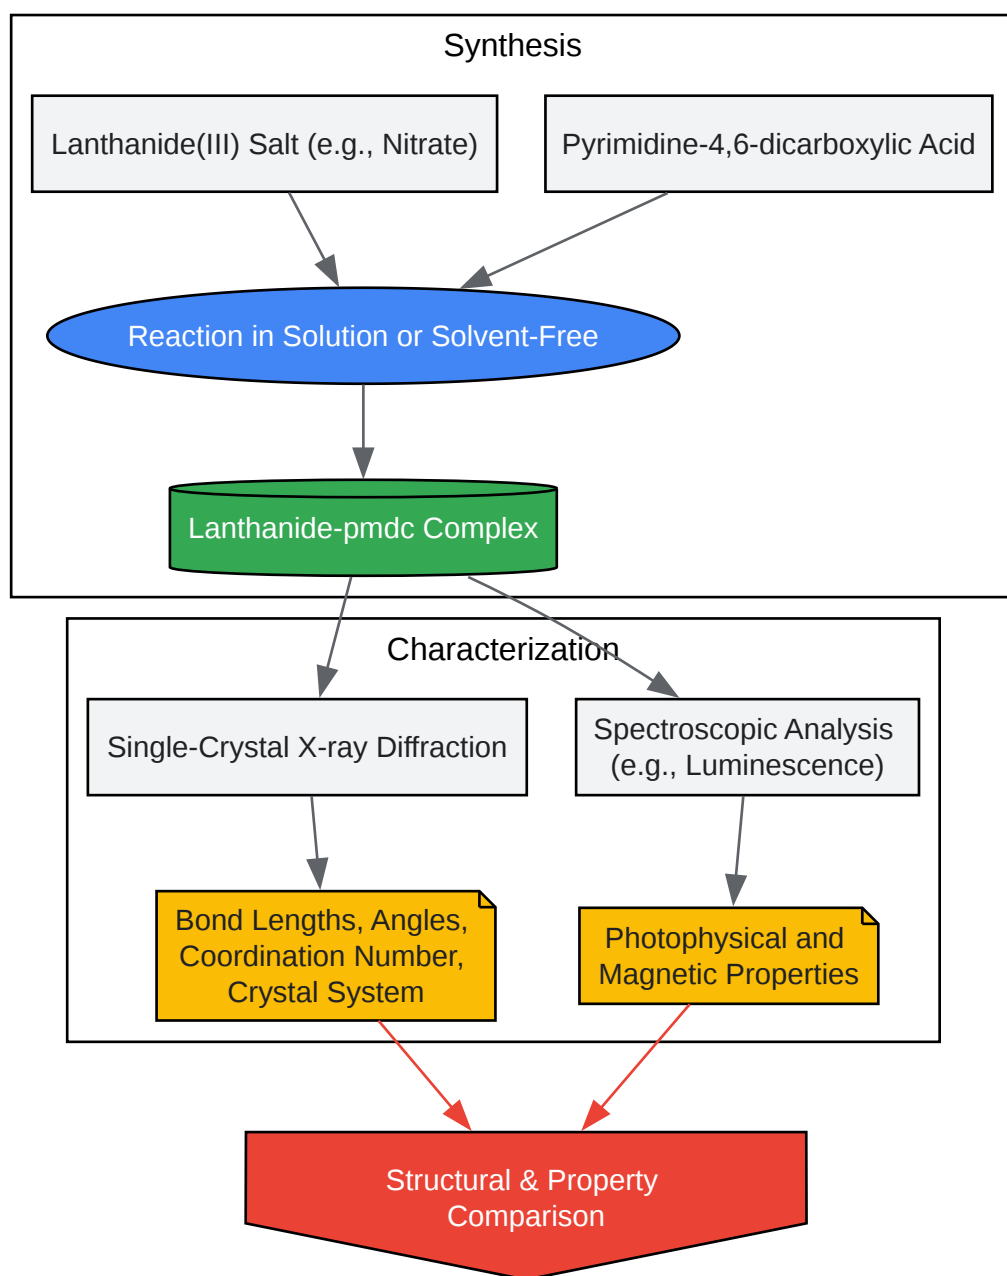 Synthesis
Lanthanide(III) Salt (e.g., Nitrate)
Pyrimidine-4,6-dicarboxylic Acid
Reaction in Solution or Solvent-Free
Lanthanide-pmdc Complex
Characterization
Single-Crystal X-ray Diffraction
Spectroscopic Analysis
(e.g., Luminescence)
Bond Lengths, Angles,
Coordination Number,
Crystal System
Photophysical and
Magnetic Properties
Structural & Property
Comparison